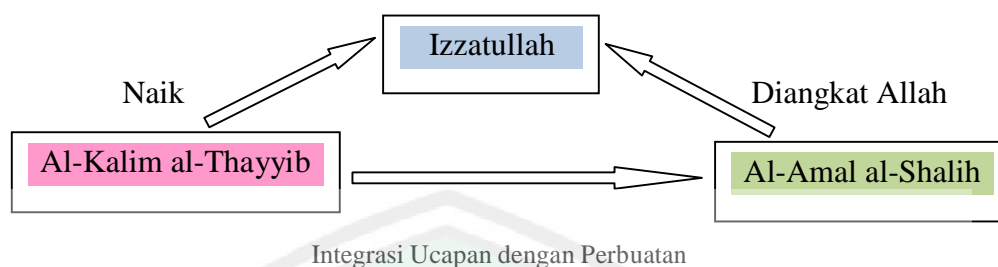 Izzatullah
Naik
Diangkat Allah
Al-Kalim al-Thayyib
Al-Amal al-Shalih
Integrasi Ucapan dengan Perbuatan